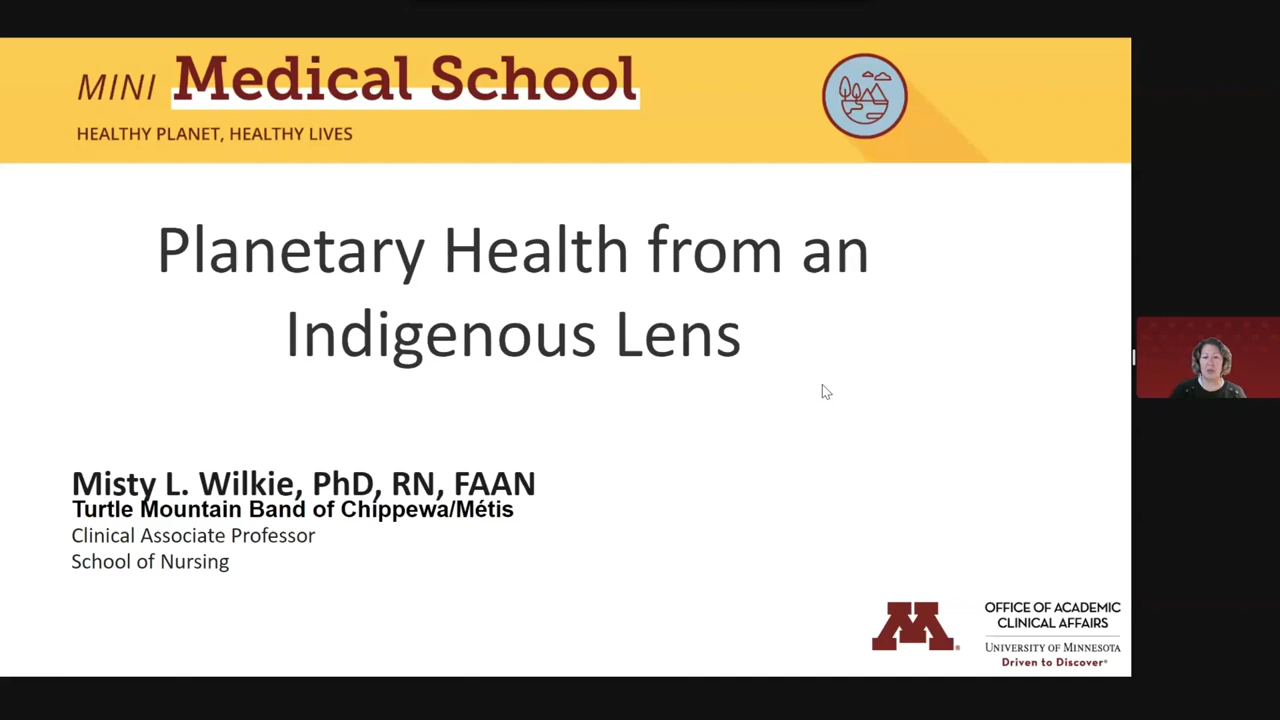 MINI Medical School
HEALTHY PLANET, HEALTHY LIVES
Planetary Health from an
Indigenous Lens
Misty L. Wilkie, PhD, RN, FAAN
Turtle Mountain Band of Chippewa/Métis
Clinical Associate Professor
School of Nursing
M®
OFFICE OF ACADEMIC
CLINICAL AFFAIRS
UNIVERSITY OF MINNESOTA
Driven to Discover®